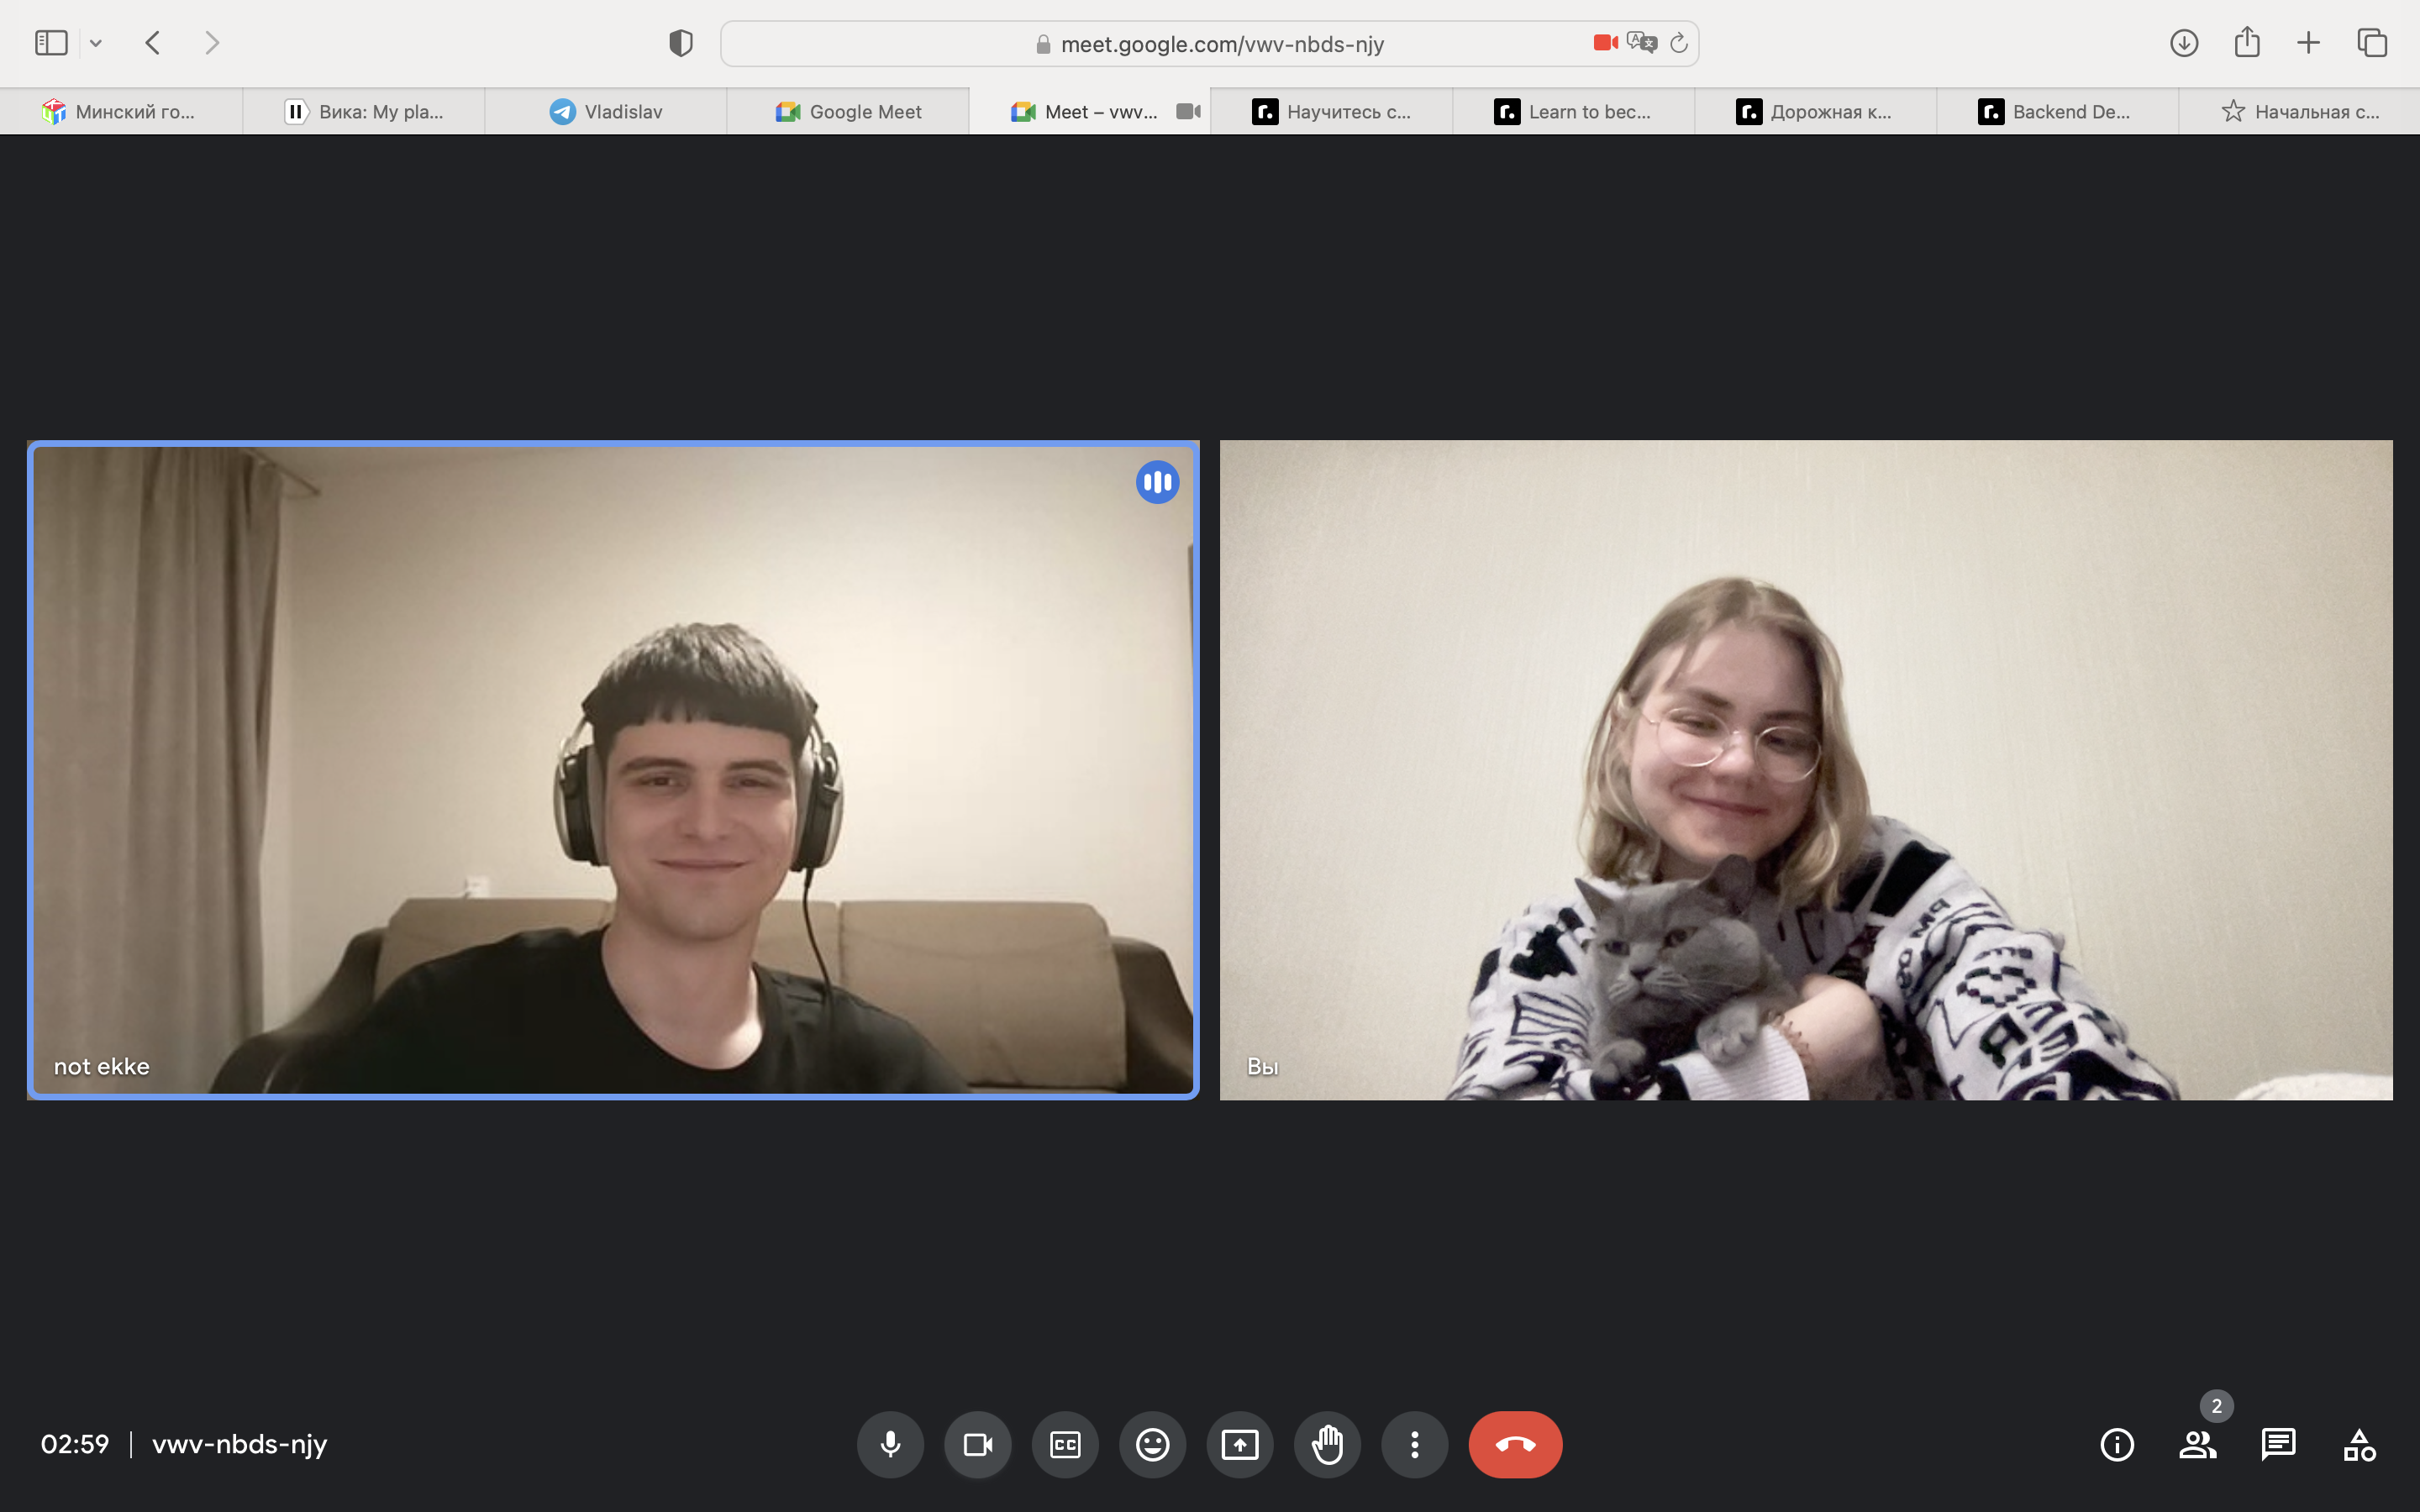 meet.google.com/vwv-nbds-njy
Минский го...
Вика: My pla...
Vladislav
Google Meet
Meet – vwv...
Научитесь с...
Learn to bec...
Дорожная к...
Backend De...
Начальная с...
not ekke
Вы
02:59 | vwv-nbds-njy
CC
2